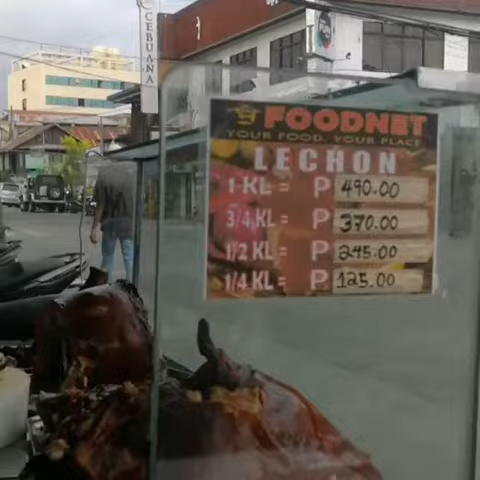 CEBUANA
FOODNET
YOUR FOOD, YOUR PLACE
LECHON
1 KL = P 490.00
3/4 KL = P 370.00
1/2 KL = P 245.00
1/4 KL = P 125.00